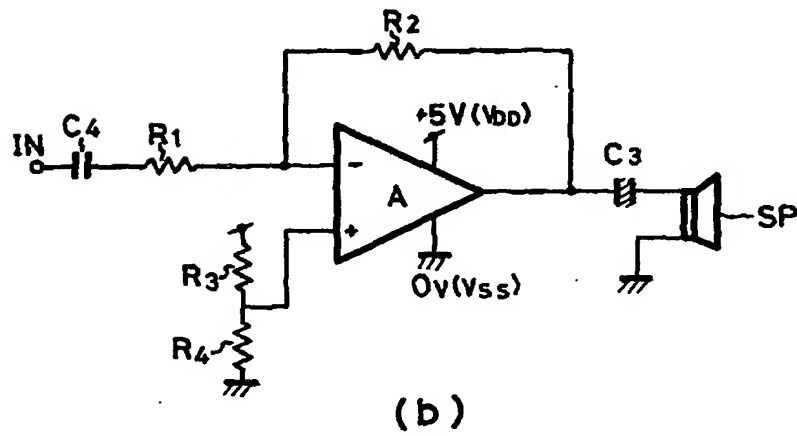 R2
+5V(VDD)
IN
C4
R1
C3
−
A
+
SP
R3
0V(VSS)
R4
(b)